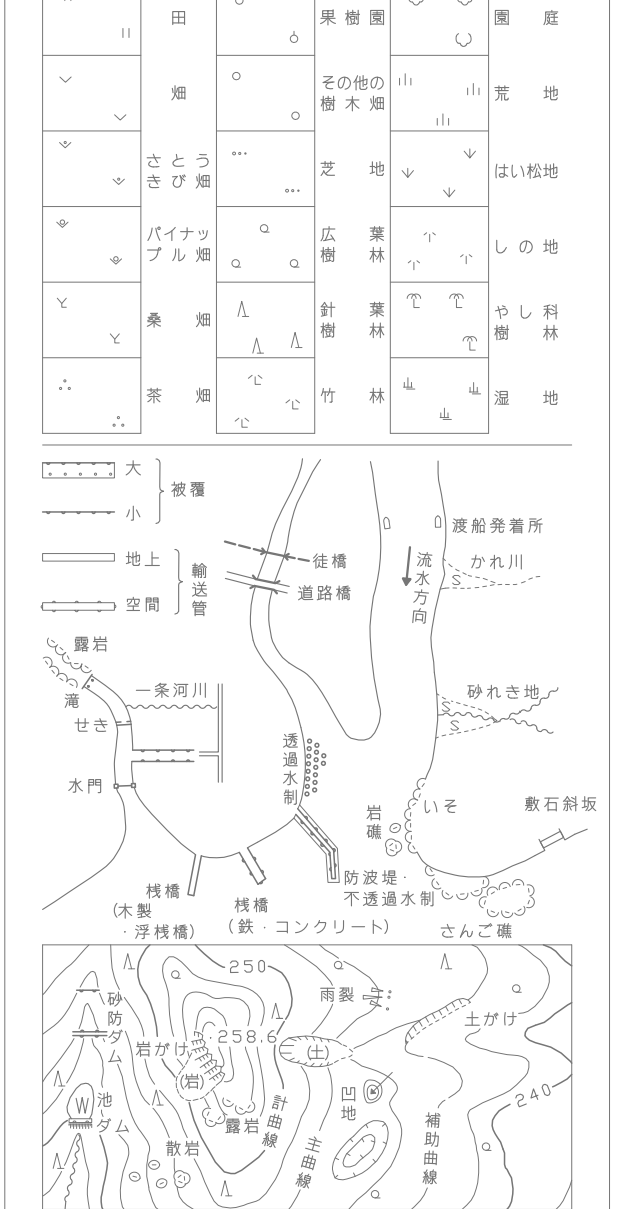 田
果樹園
園庭
畑
その他の
樹木畑
荒地
さとう
きび畑
芝地
はい松地
パイナッ
プル畑
広葉
樹林
しの地
桑畑
針葉
樹林
やし科
樹林
茶畑
竹林
湿地
大
小
被覆
地上
空間
輸送管
徒橋
道路橋
渡船発着所
流水方向
かれ川
露岩
滝
せき
水門
一条河川
透過水制
砂れき地
岩礁
いそ
敷石斜坂
防波堤・
不透過水制
桟橋
(木製
・浮桟橋)
桟橋
(鉄・コンクリート)
さんご礁
250
砂防ダム
雨裂
土がけ
岩がけ
・258.6
(土)
(岩)
池
W
ダム
露岩
計曲線
凹地
240
補助曲線
主曲線
散岩